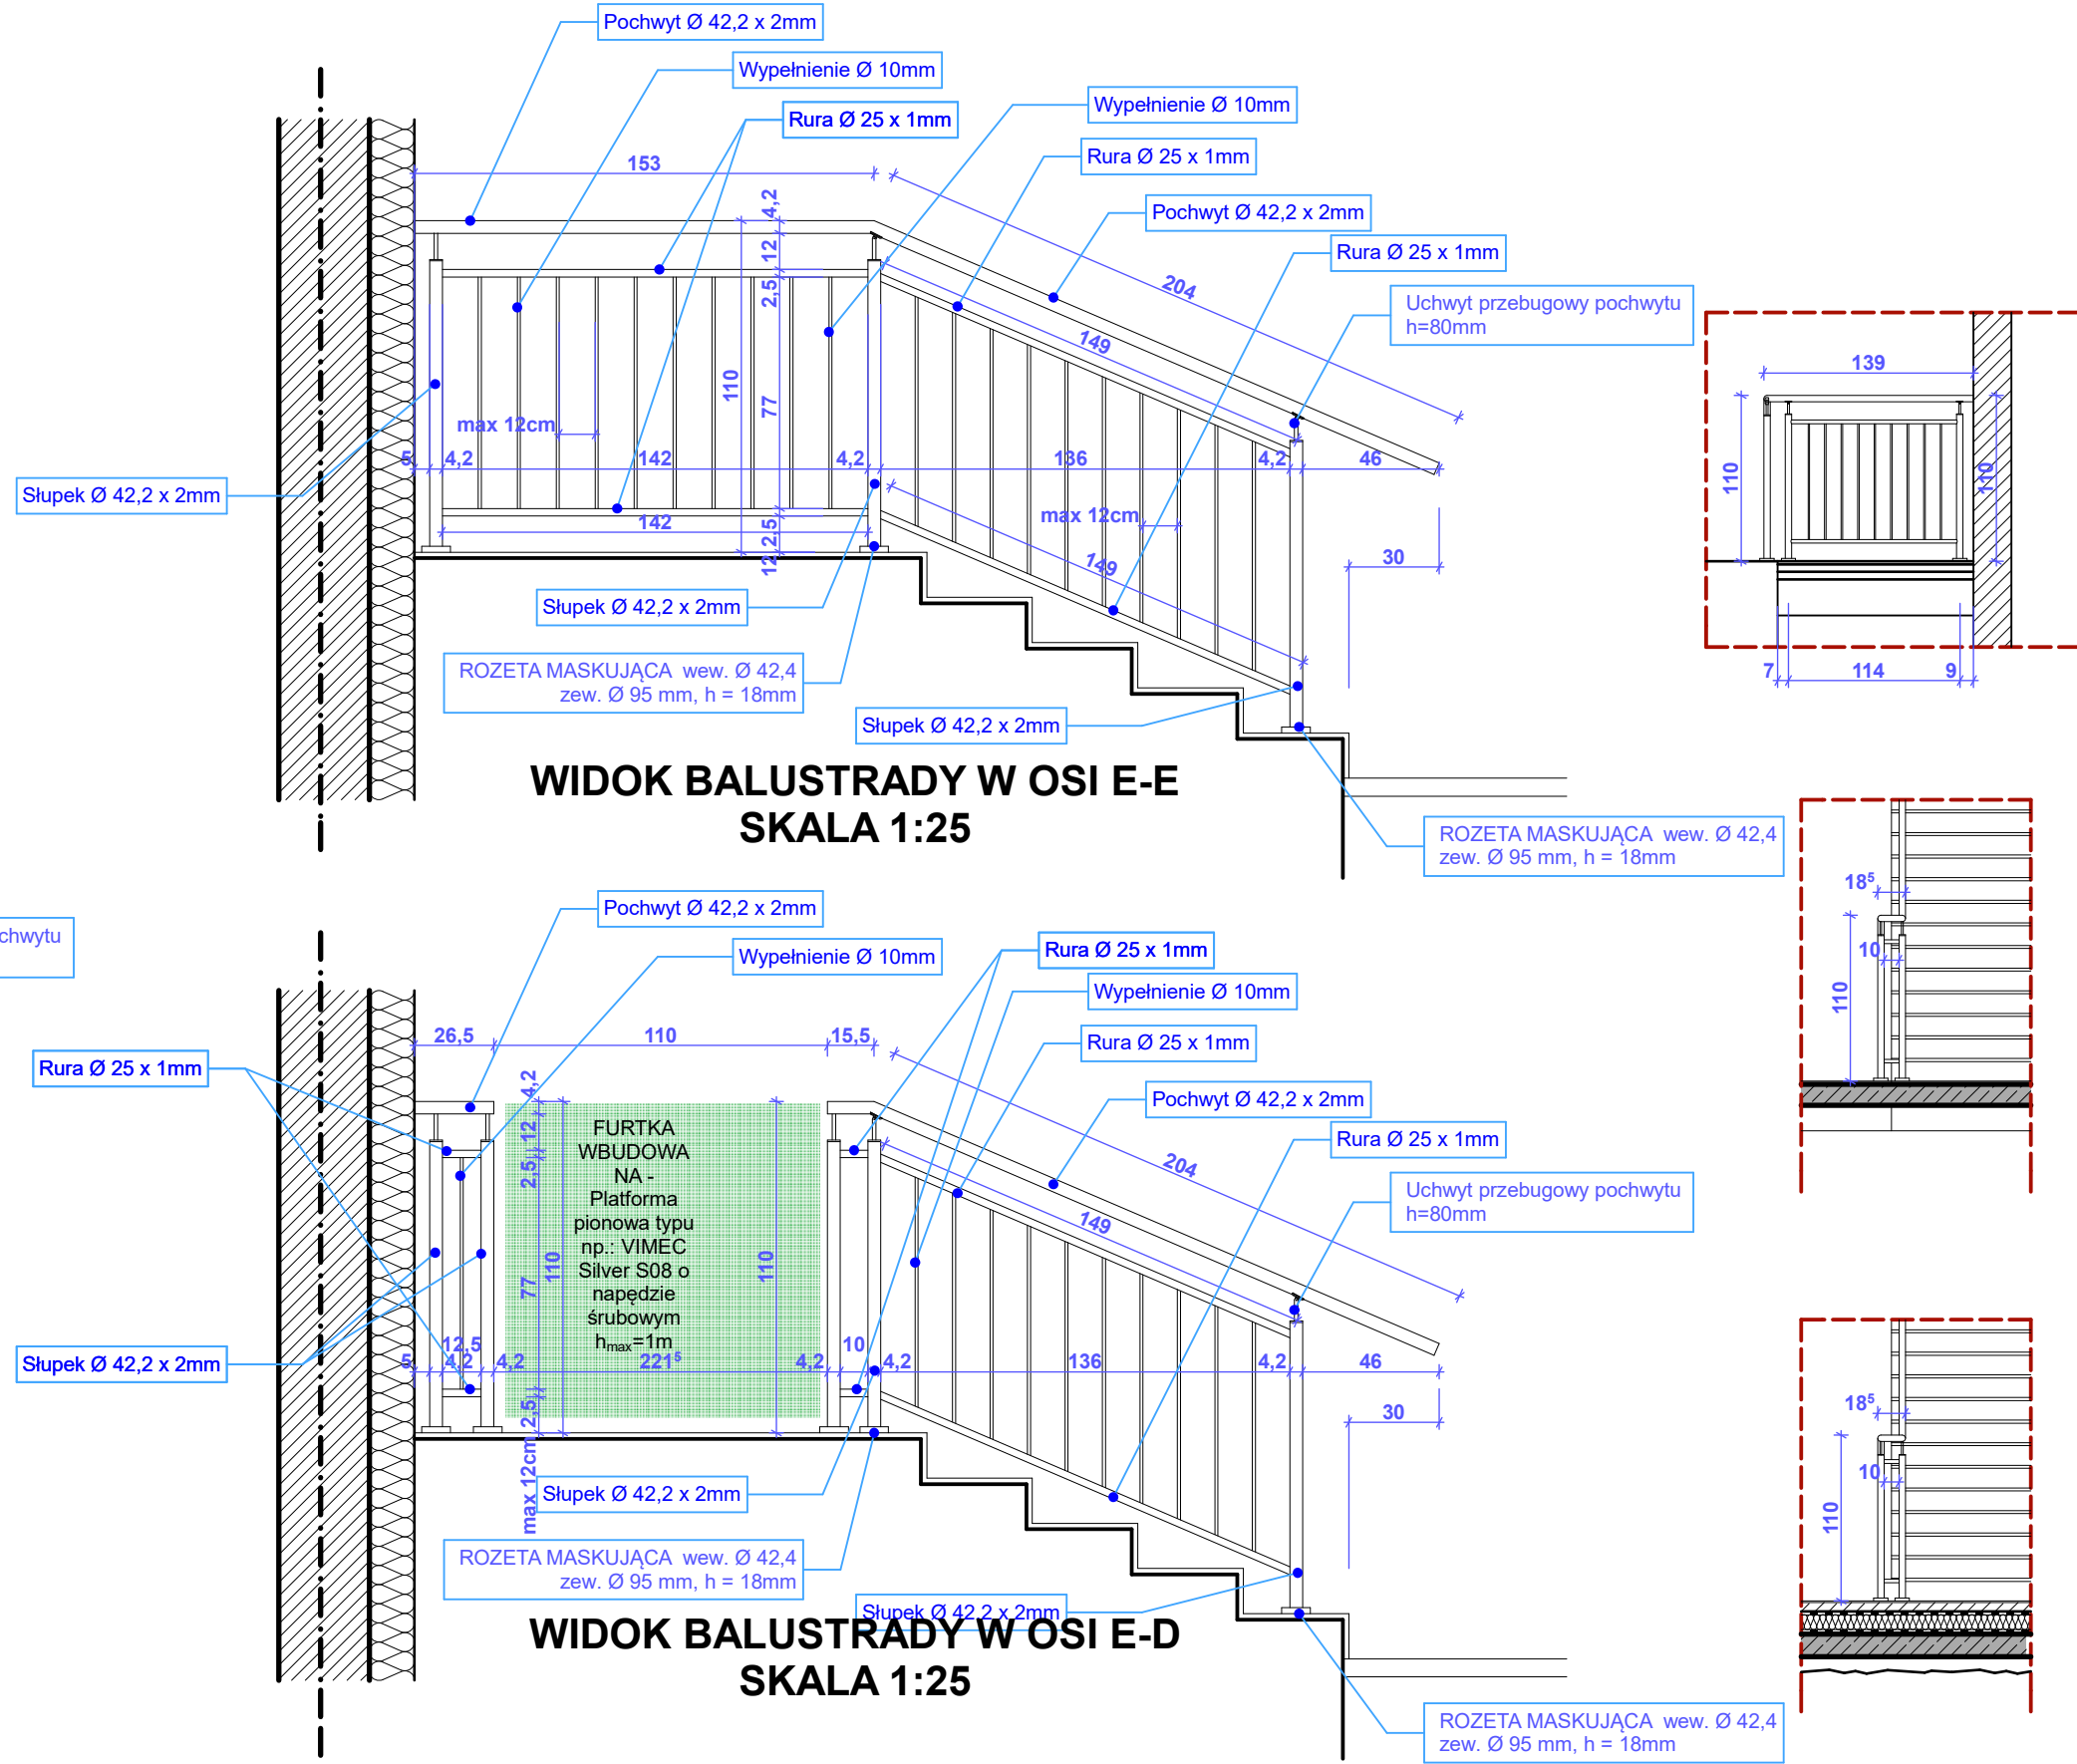 Pochwyt Ø 42,2 x 2mm
Wypełnienie Ø 10mm
Rura Ø 25 x 1mm
Wypełnienie Ø 10mm
Rura Ø 25 x 1mm
Pochwyt Ø 42,2 x 2mm
Rura Ø 25 x 1mm
Uchwyt przebugowy pochwytu
h=80mm
153
4,2
12
2,5
110
77
204
149
max 12cm
5
4,2
142
4,2
136
4,2
46
Słupek Ø 42,2 x 2mm
142
2,5
12
max 12cm
149
30
Słupek Ø 42,2 x 2mm
ROZETA MASKUJĄCA wew. Ø 42,4
zew. Ø 95 mm, h = 18mm
Słupek Ø 42,2 x 2mm
WIDOK BALUSTRADY W OSI E-E
SKALA 1:25
ROZETA MASKUJĄCA wew. Ø 42,4
zew. Ø 95 mm, h = 18mm
139
110
110
7
114
9
18⁵
10
110
chwytu
Pochwyt Ø 42,2 x 2mm
Wypełnienie Ø 10mm
Rura Ø 25 x 1mm
Wypełnienie Ø 10mm
Rura Ø 25 x 1mm
Rura Ø 25 x 1mm
Pochwyt Ø 42,2 x 2mm
Rura Ø 25 x 1mm
Uchwyt przebugowy pochwytu
h=80mm
26,5
110
15,5
4,2
12
2,5
77
110
110
FURTKA
WBUDOWA
NA -
Platforma
pionowa typu
np.: VIMEC
Silver S08 o
napędzie
śrubowym
hmax=1m
204
149
12,5
10
5
4,2
4,2
221⁵
4,2
4,2
136
4,2
46
Słupek Ø 42,2 x 2mm
2,5
max 12cm
30
Słupek Ø 42,2 x 2mm
ROZETA MASKUJĄCA wew. Ø 42,4
zew. Ø 95 mm, h = 18mm
Słupek Ø 42,2 x 2mm
WIDOK BALUSTRADY W OSI E-D
SKALA 1:25
ROZETA MASKUJĄCA wew. Ø 42,4
zew. Ø 95 mm, h = 18mm
18⁵
10
110